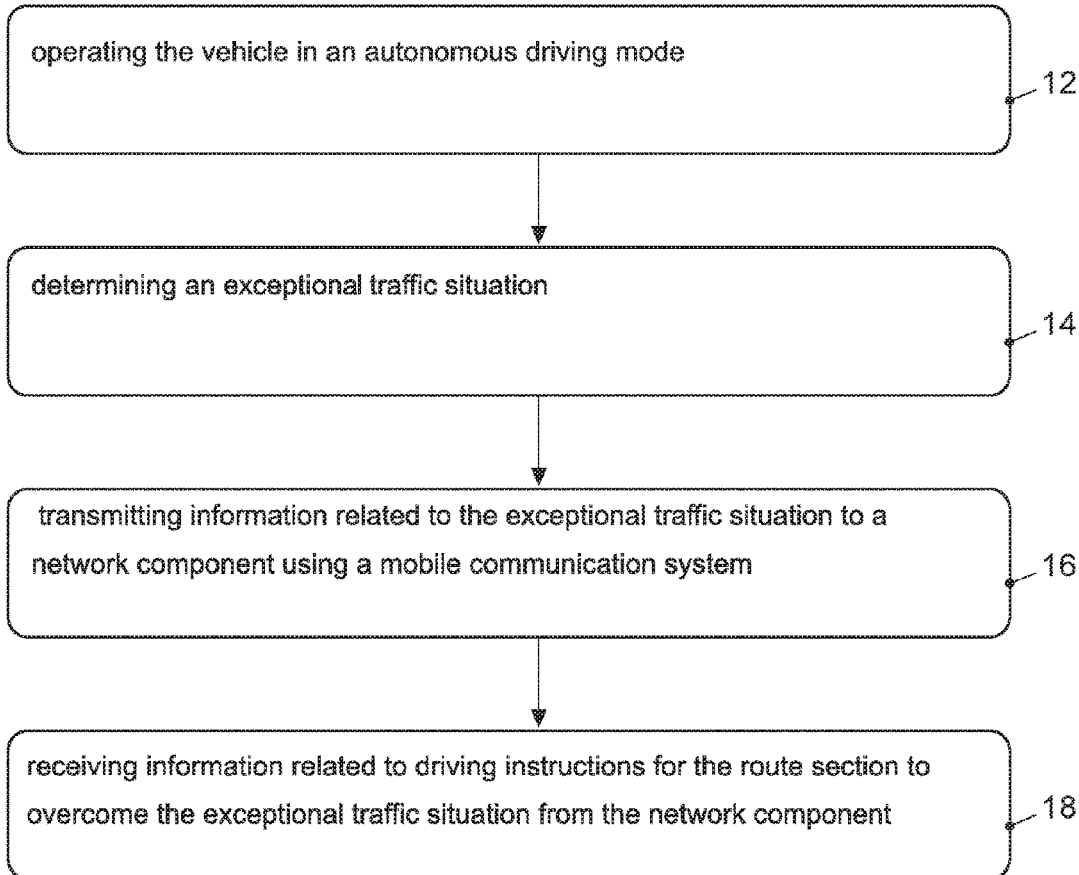 operating the vehicle in an autonomous driving mode
12
determining an exceptional traffic situation
14
transmitting information related to the exceptional traffic situation to a
network component using a mobile communication system
16
receiving information related to driving instructions for the route section to
overcome the exceptional traffic situation from the network component
18